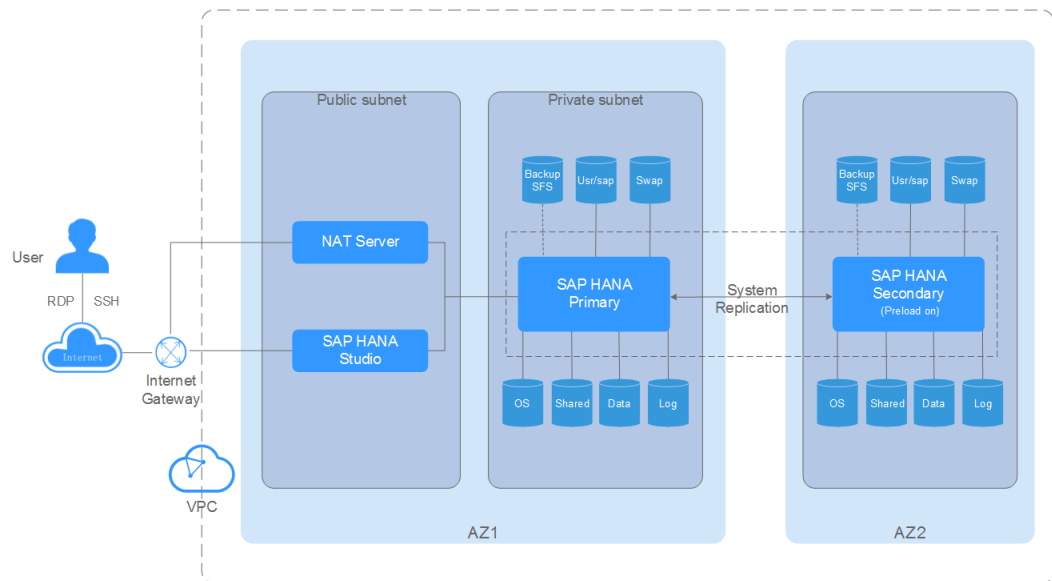 Public subnet
Private subnet
Backup
SFS
Usr/sap
Swap
Backup
SFS
Usr/sap
Swap
User
RDP
SSH
Internet
Internet
Gateway
VPC
NAT Server
SAP HANA
Studio
SAP HANA
Primary
System
Replication
SAP HANA
Secondary
(Preload on)
OS
Shared
Data
Log
OS
Shared
Data
Log
AZ1
AZ2